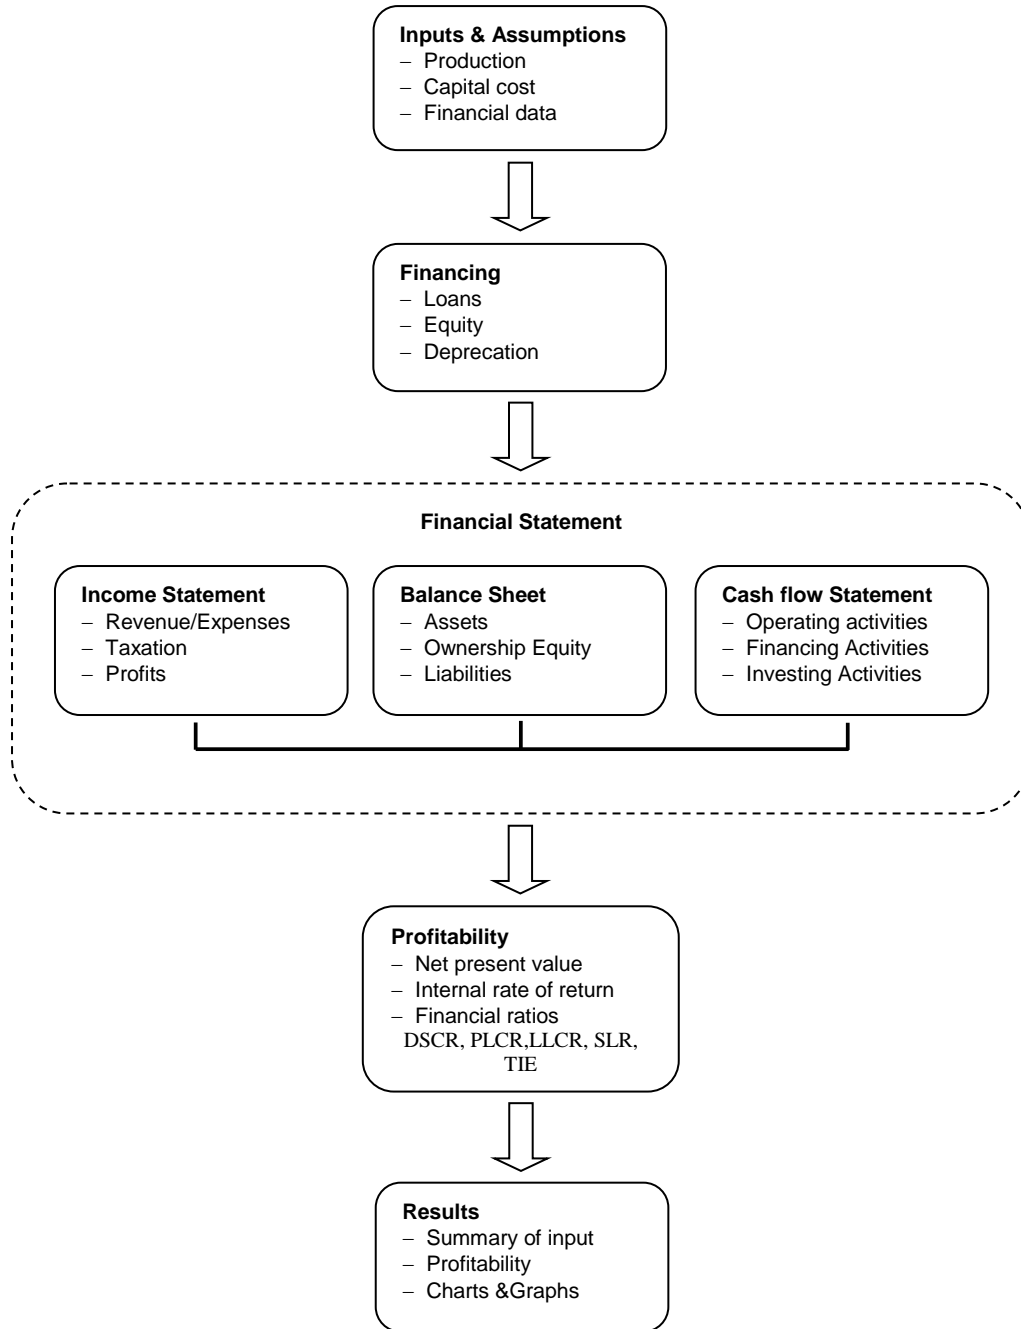 Inputs & Assumptions
– Production
– Capital cost
– Financial data
Financing
– Loans
– Equity
– Deprecation
Financial Statement
Income Statement
– Revenue/Expenses
– Taxation
– Profits
Balance Sheet
– Assets
– Ownership Equity
– Liabilities
Cash flow Statement
– Operating activities
– Financing Activities
– Investing Activities
Profitability
– Net present value
– Internal rate of return
– Financial ratios
DSCR, PLCR,LLCR, SLR,
TIE
Results
– Summary of input
– Profitability
– Charts &Graphs